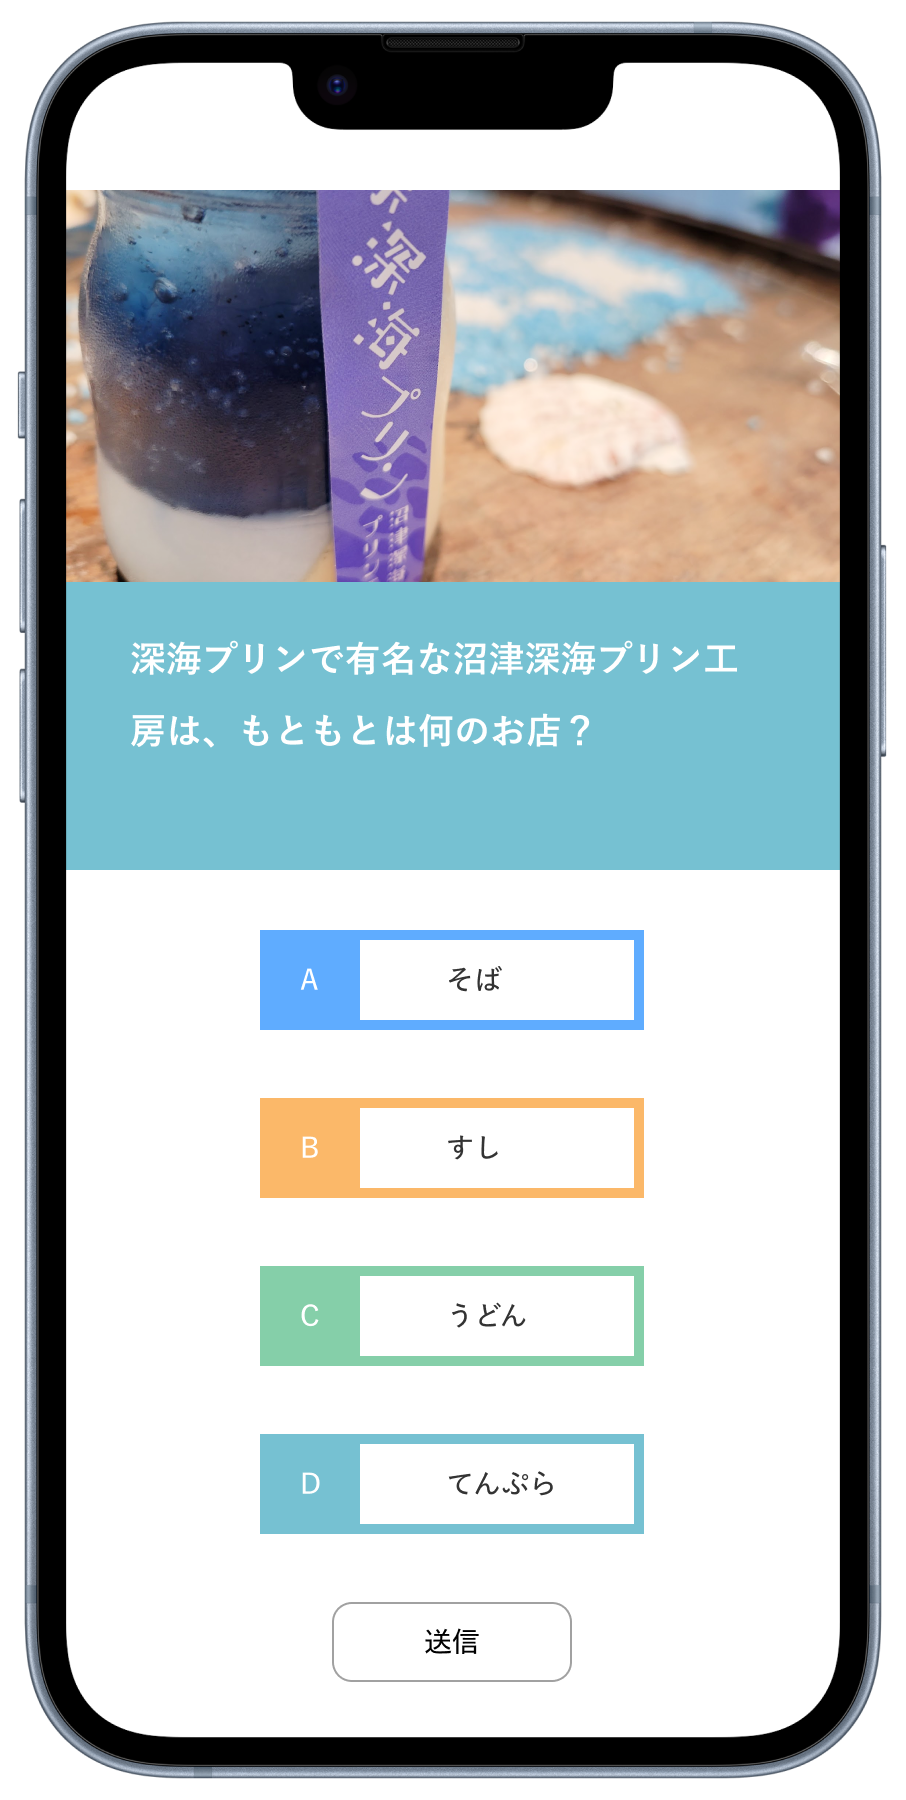 深海プリン
沼津深海
プリン
深海プリンで有名な沼津深海プリン工
房は、もともとは何のお店？
A そば
B すし
C うどん
D てんぷら
送信